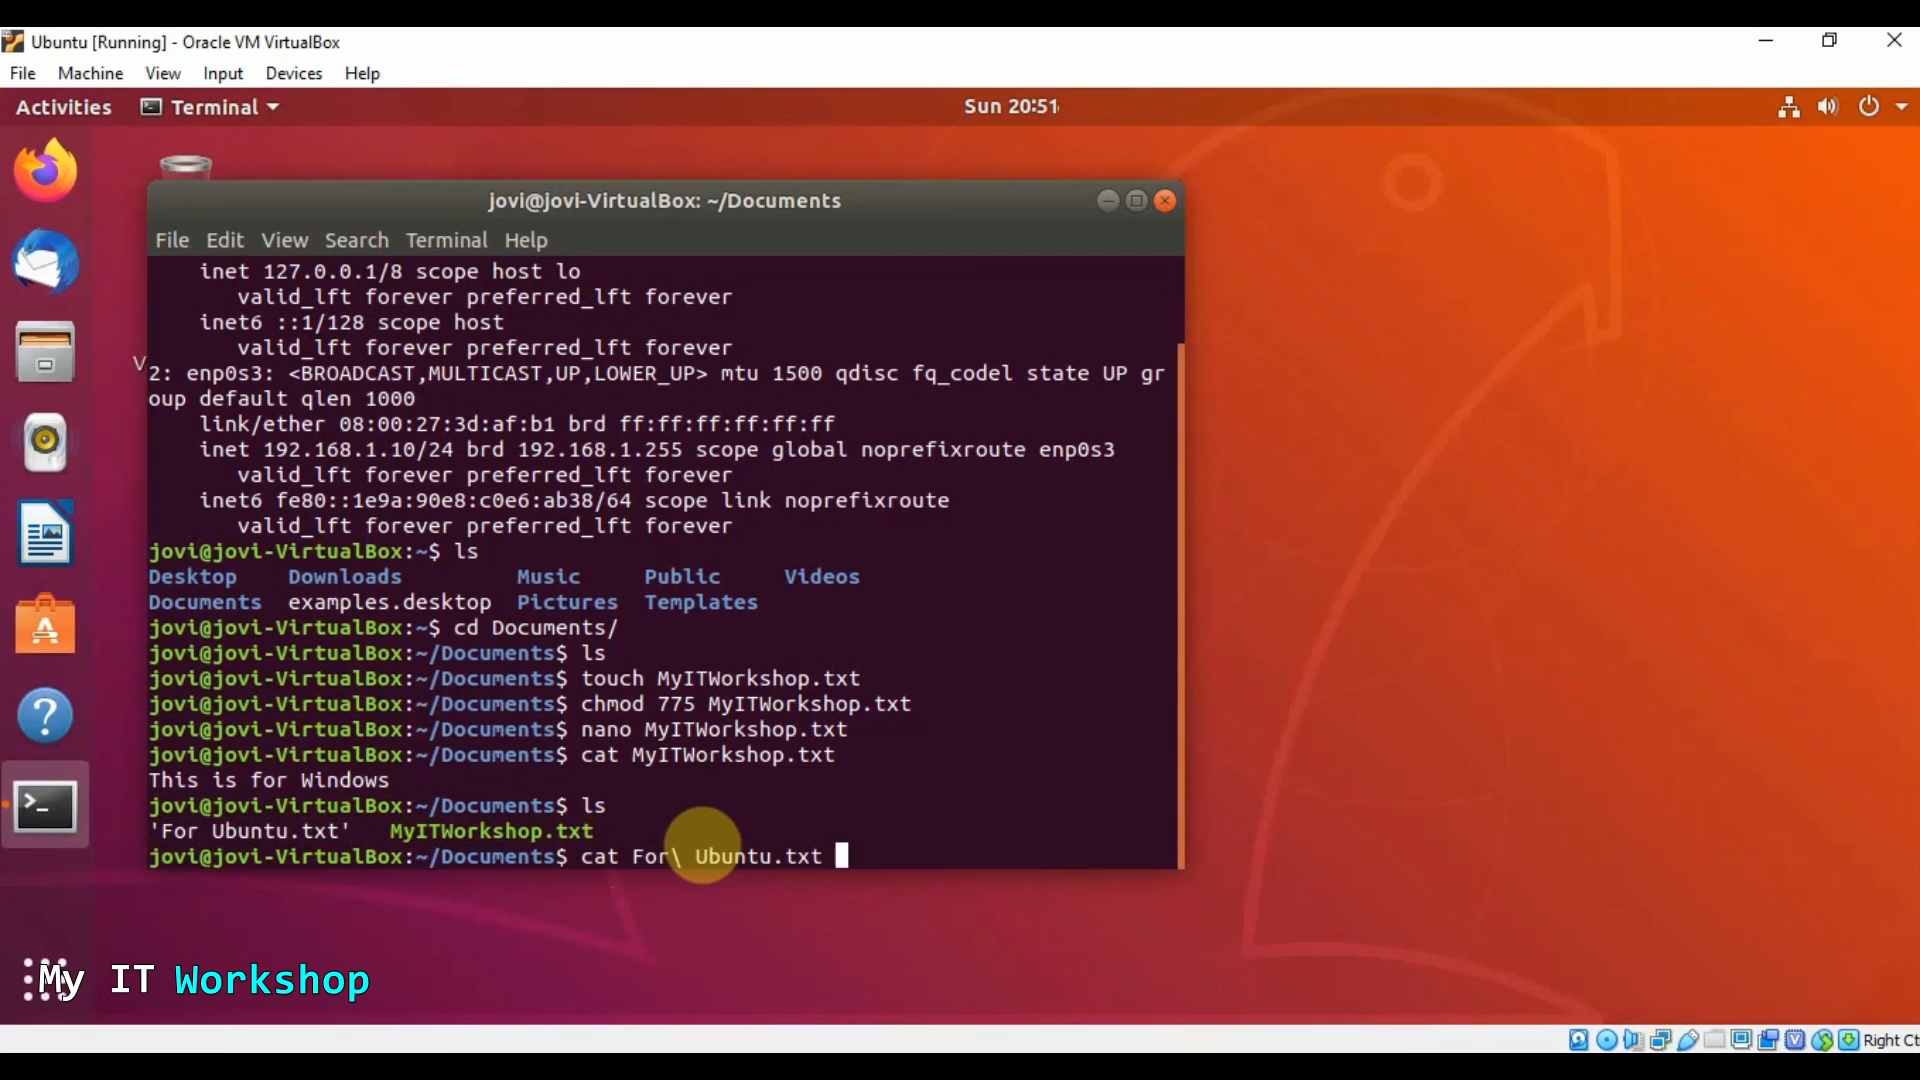 Ubuntu [Running] - Oracle VM VirtualBox
File Machine View Input Devices Help
Activities Terminal Sun 20:51
jovi@jovi-VirtualBox: ~/Documents
File Edit View Search Terminal Help
inet 127.0.0.1/8 scope host lo
valid_lft forever preferred_lft forever
inet6 ::1/128 scope host
valid_lft forever preferred_lft forever
V
2: enp0s3: <BROADCAST,MULTICAST,UP,LOWER_UP> mtu 1500 qdisc fq_codel state UP gr
oup default qlen 1000
link/ether 08:00:27:3d:af:b1 brd ff:ff:ff:ff:ff:ff
inet 192.168.1.10/24 brd 192.168.1.255 scope global noprefixroute enp0s3
valid_lft forever preferred_lft forever
inet6 fe80::1e9a:90e8:c0e6:ab38/64 scope link noprefixroute
valid_lft forever preferred_lft forever
jovi@jovi-VirtualBox:~$ ls
Desktop Downloads Music Public Videos
Documents examples.desktop Pictures Templates
jovi@jovi-VirtualBox:~$ cd Documents/
jovi@jovi-VirtualBox:~/Documents$ ls
jovi@jovi-VirtualBox:~/Documents$ touch MyITWorkshop.txt
jovi@jovi-VirtualBox:~/Documents$ chmod 775 MyITWorkshop.txt
jovi@jovi-VirtualBox:~/Documents$ nano MyITWorkshop.txt
jovi@jovi-VirtualBox:~/Documents$ cat MyITWorkshop.txt
This is for Windows
jovi@jovi-VirtualBox:~/Documents$ ls
'For Ubuntu.txt' MyITWorkshop.txt
jovi@jovi-VirtualBox:~/Documents$ cat For\ Ubuntu.txt
My IT Workshop
Right Ct